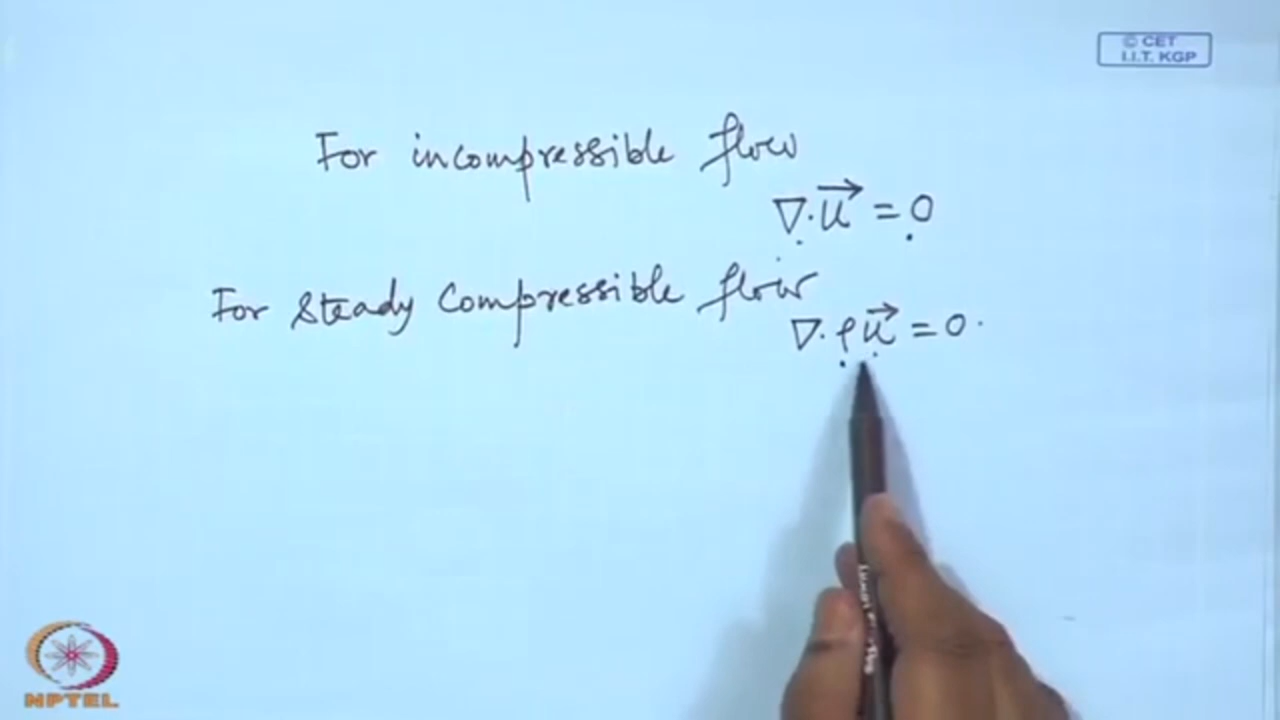 © CET
I.I.T. KGP
For incompressible flow
∇·u⃗ = 0
For steady compressible flow
∇·ρu⃗ = 0·
NPTEL